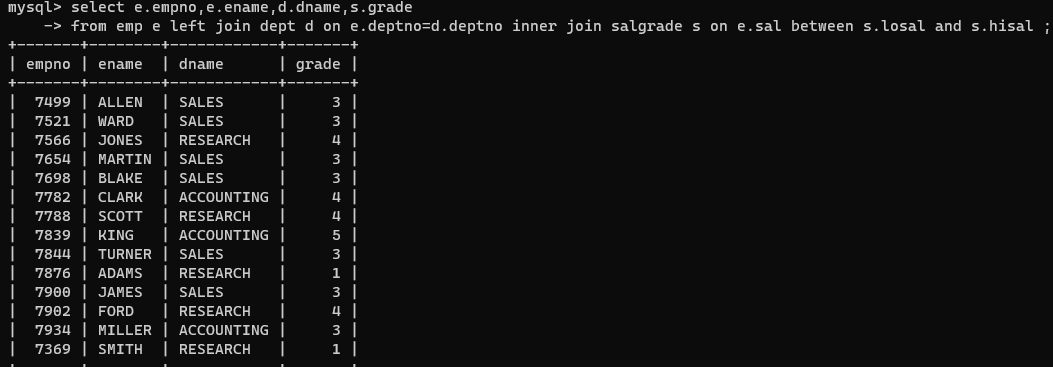 mysql> select e.empno,e.ename,d.dname,s.grade
    -> from emp e left join dept d on e.deptno=d.deptno inner join salgrade s on e.sal between s.losal and s.hisal ;
+-------+--------+------------+-------+
| empno | ename  | dname      | grade |
+-------+--------+------------+-------+
|  7499 | ALLEN  | SALES      |     3 |
|  7521 | WARD   | SALES      |     3 |
|  7566 | JONES  | RESEARCH   |     4 |
|  7654 | MARTIN | SALES      |     3 |
|  7698 | BLAKE  | SALES      |     3 |
|  7782 | CLARK  | ACCOUNTING |     4 |
|  7788 | SCOTT  | RESEARCH   |     4 |
|  7839 | KING   | ACCOUNTING |     5 |
|  7844 | TURNER | SALES      |     3 |
|  7876 | ADAMS  | RESEARCH   |     1 |
|  7900 | JAMES  | SALES      |     3 |
|  7902 | FORD   | RESEARCH   |     4 |
|  7934 | MILLER | ACCOUNTING |     3 |
|  7369 | SMITH  | RESEARCH   |     1 |